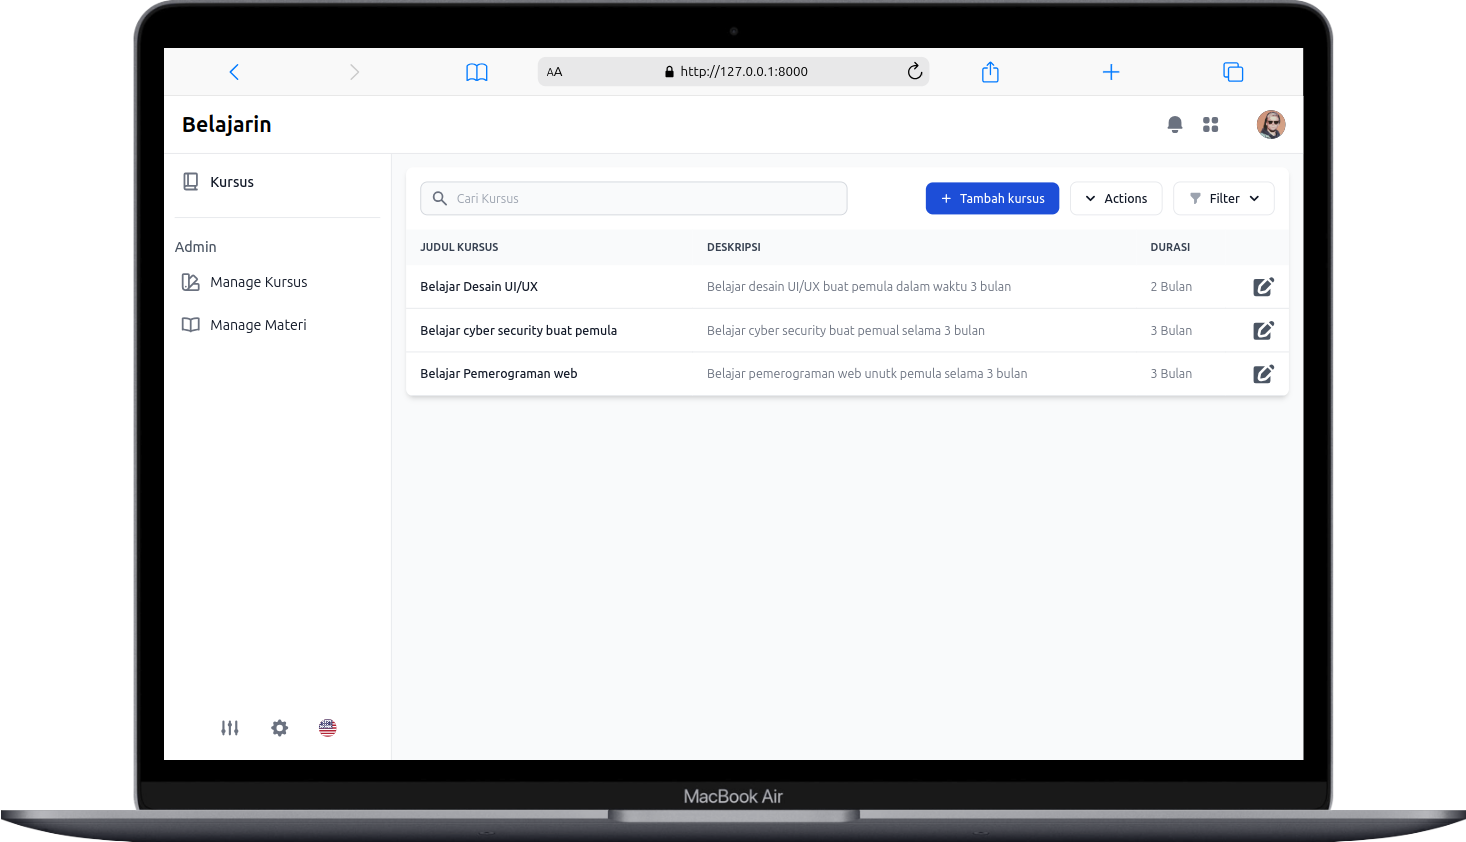 AA
http://127.0.0.1:8000
Belajarin
Kursus
Admin
Manage Kursus
Manage Materi
Cari Kursus
+ Tambah kursus
Actions
Filter
JUDUL KURSUS DESKRIPSI DURASI
Belajar Desain UI/UX Belajar desain UI/UX buat pemula dalam waktu 3 bulan 2 Bulan
Belajar cyber security buat pemula Belajar cyber security buat pemual selama 3 bulan 3 Bulan
Belajar Pemerograman web Belajar pemerograman web unutk pemula selama 3 bulan 3 Bulan
MacBook Air